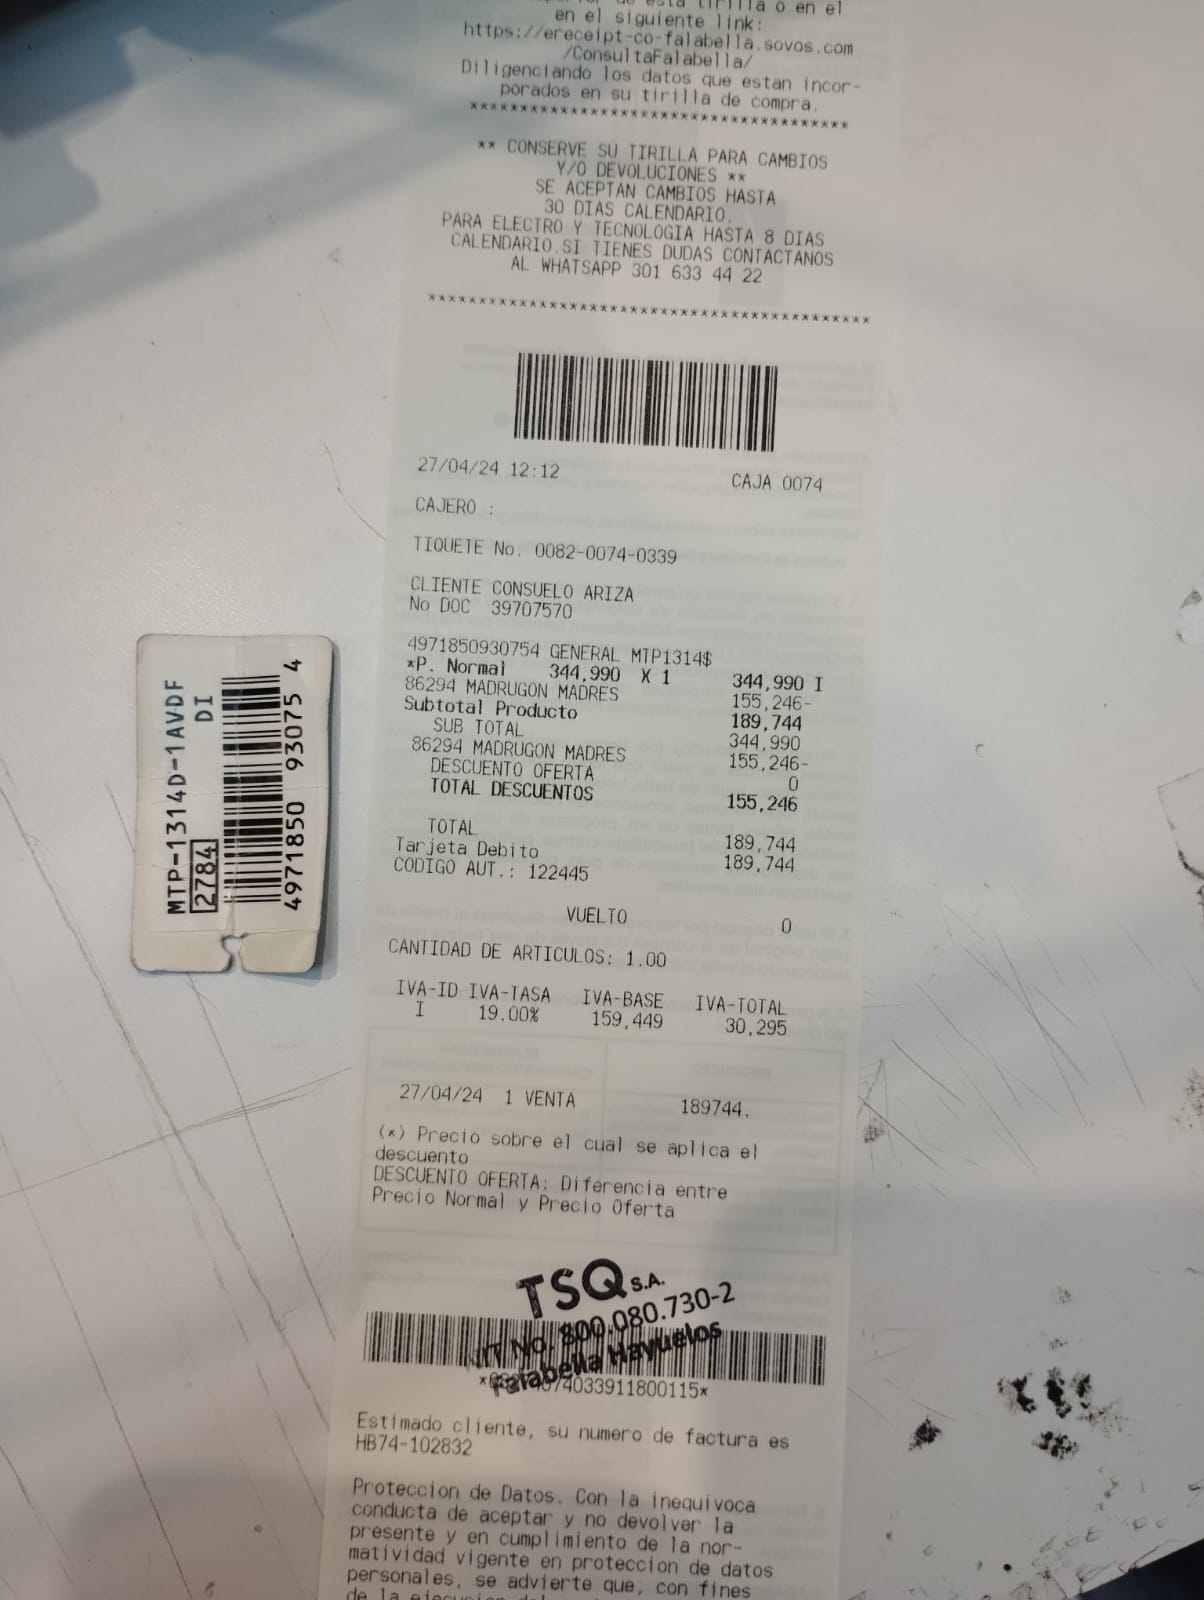 de esta tirilla o en el
en el siguiente link:
https://ereceipt-co-falabella.sovos.com
/ConsultaFalabella/
Diligenciando los datos que estan incor-
porados en su tirilla de compra.
*************************************
** CONSERVE SU TIRILLA PARA CAMBIOS
Y/O DEVOLUCIONES **
SE ACEPTAN CAMBIOS HASTA
30 DIAS CALENDARIO.
PARA ELECTRO Y TECNOLOGIA HASTA 8 DIAS
CALENDARIO.SI TIENES DUDAS CONTACTANOS
AL WHATSAPP 301 633 44 22
********************************************
27/04/24 12:12 CAJA 0074
CAJERO :
TIQUETE No. 0082-0074-0339
CLIENTE CONSUELO ARIZA
No DOC 39707570
4971850930754 GENERAL MTP1314$
*P. Normal 344,990 X 1 344,990 I
86294 MADRUGON MADRES 155,246-
Subtotal Producto 189,744
SUB TOTAL 344,990
86294 MADRUGON MADRES 155,246-
DESCUENTO OFERTA 0
TOTAL DESCUENTOS 155,246
TOTAL 189,744
Tarjeta Debito 189,744
CODIGO AUT.: 122445
VUELTO 0
CANTIDAD DE ARTICULOS: 1.00
IVA-ID IVA-TASA IVA-BASE IVA-TOTAL
I 19.00% 159,449 30,295
27/04/24 1 VENTA 189744.
(*) Precio sobre el cual se aplica el
descuento
DESCUENTO OFERTA: Diferencia entre
Precio Normal y Precio Oferta
TSQ S.A.
NIT No. 800.080.730-2
Falabella Hayuelos
Estimado cliente, su numero de factura es
HB74-102832
Proteccion de Datos. Con la inequivoca
conducta de aceptar y no devolver la
presente y en cumplimiento de la nor-
matividad vigente en proteccion de datos
personales, se advierte que, con fines
de la
MTP-1314D-1AVDF
DI
2784
4971850 93075 4